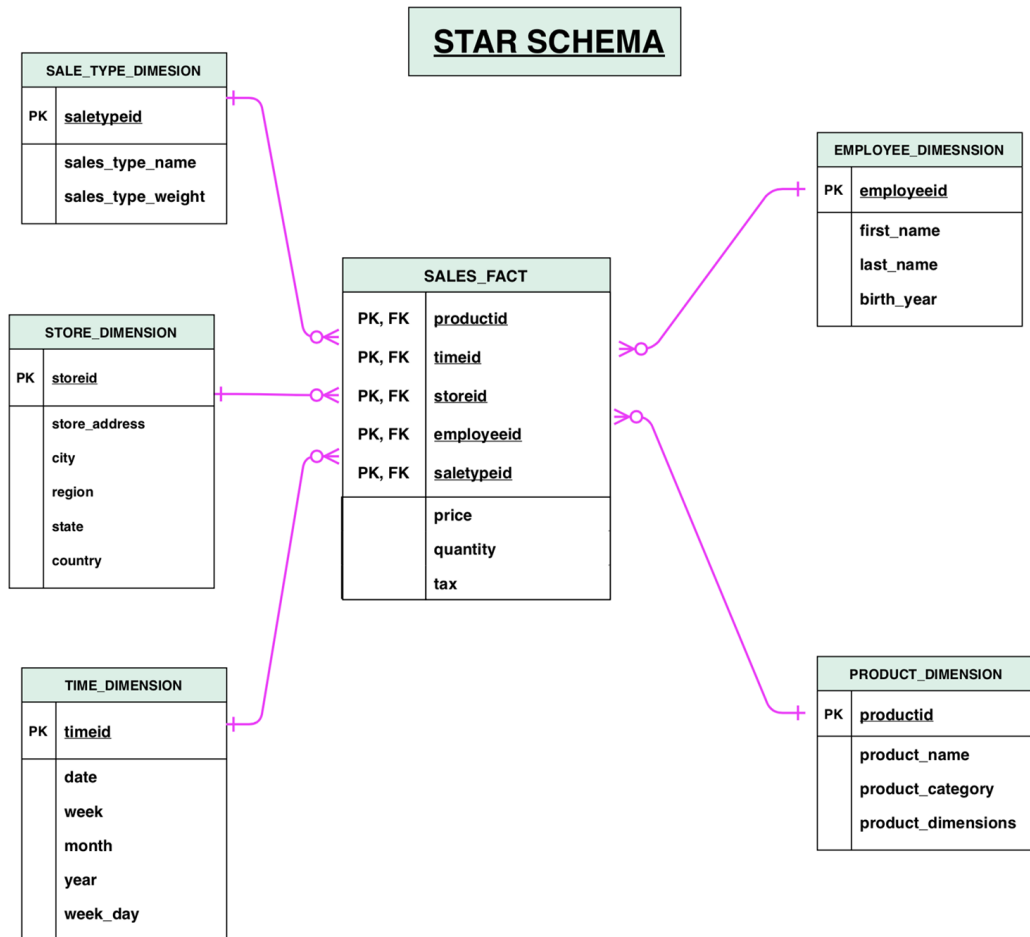 STAR SCHEMA
SALE_TYPE_DIMESION
PK saletypeid
sales_type_name
sales_type_weight
STORE_DIMENSION
PK storeid
store_address
city
region
state
country
TIME_DIMENSION
PK timeid
date
week
month
year
week_day
SALES_FACT
PK, FK productid
PK, FK timeid
PK, FK storeid
PK, FK employeeid
PK, FK saletypeid
price
quantity
tax
EMPLOYEE_DIMESNSION
PK employeeid
first_name
last_name
birth_year
PRODUCT_DIMENSION
PK productid
product_name
product_category
product_dimensions